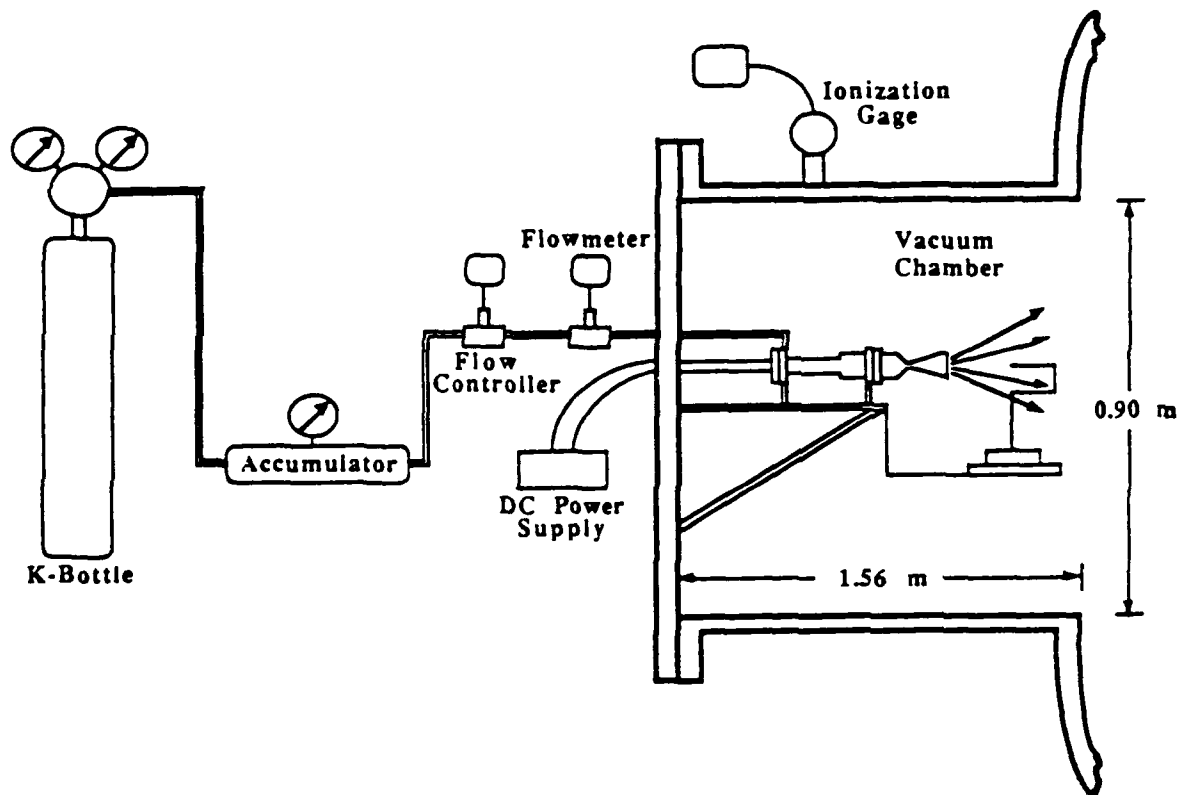 Ionization
Gage
Flowmeter
Vacuum
Chamber
Flow
Controller
0.90 m
Accumulator
DC Power
Supply
K-Bottle
1.56 m